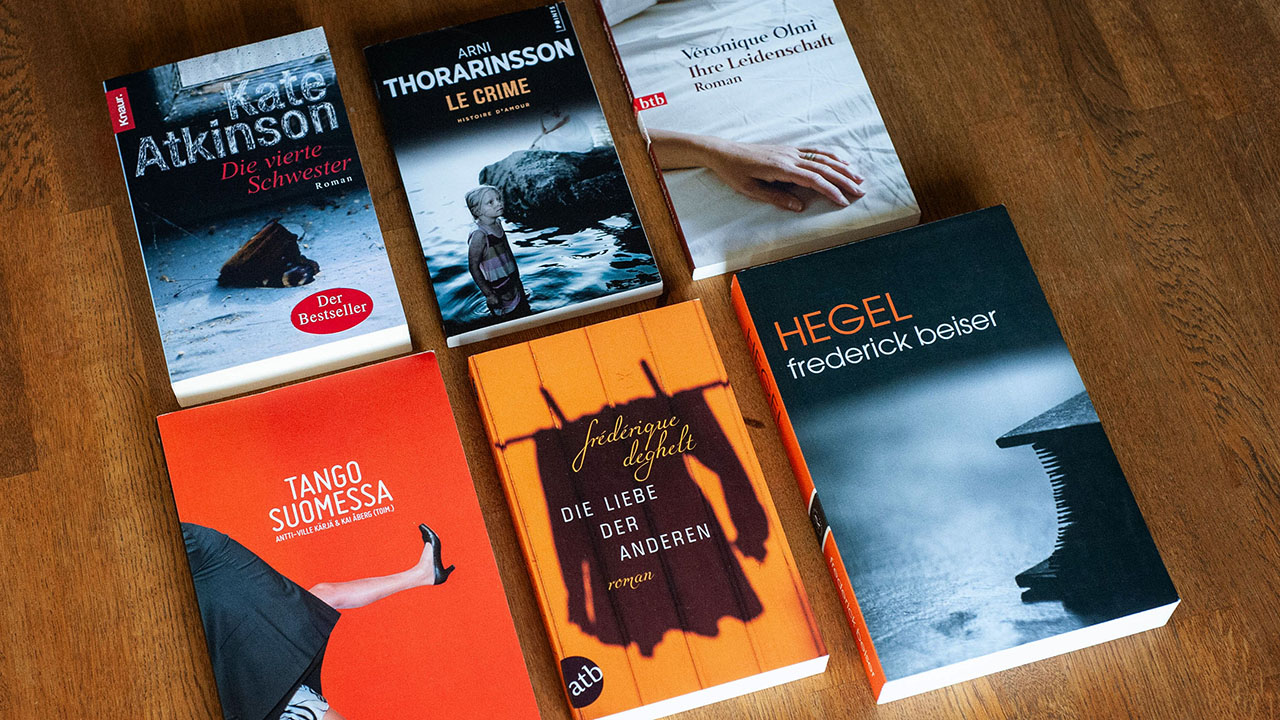 Knaur.
Kate
Atkinson
Die vierte
Schwester
Roman
Der
Bestseller
POINTS
ARNI
THORARINSSON
LE CRIME
HISTOIRE D'AMOUR
Véronique Olmi
Ihre Leidenschaft
Roman
btb
TANGO
SUOMESSA
ANTTI-VILLE KÄRJÄ & KAI ÅBERG (TOIM.)
frédérique
deghelt
DIE LIEBE
DER
ANDEREN
roman
atb
HEGEL
frederick beiser